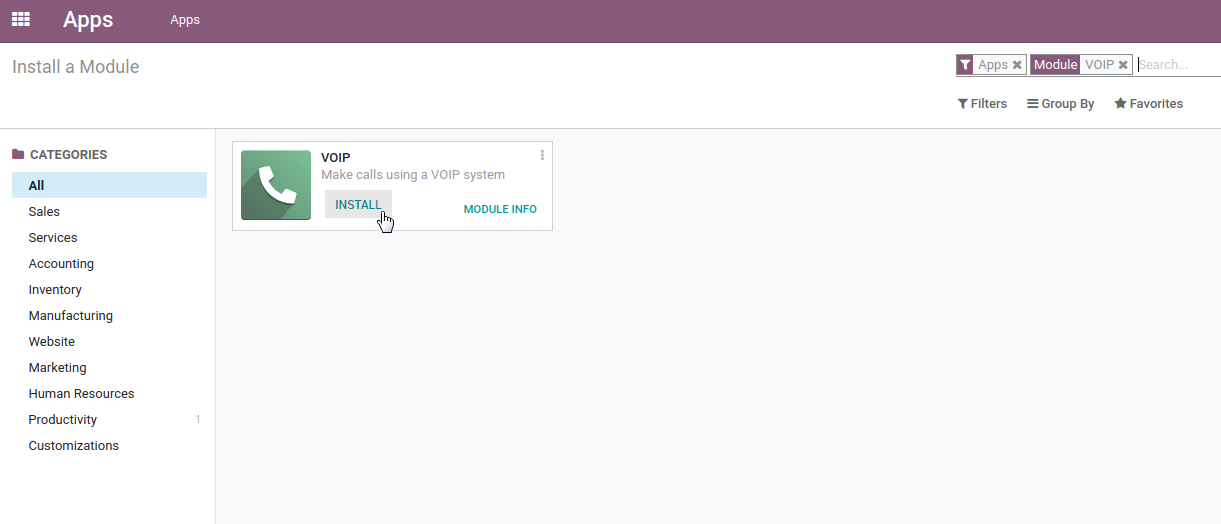 Apps Apps
Install a Module
Apps Module VOIP Search...
Filters Group By Favorites
CATEGORIES
All
Sales
Services
Accounting
Inventory
Manufacturing
Website
Marketing
Human Resources
Productivity 1
Customizations
VOIP
Make calls using a VOIP system
INSTALL MODULE INFO